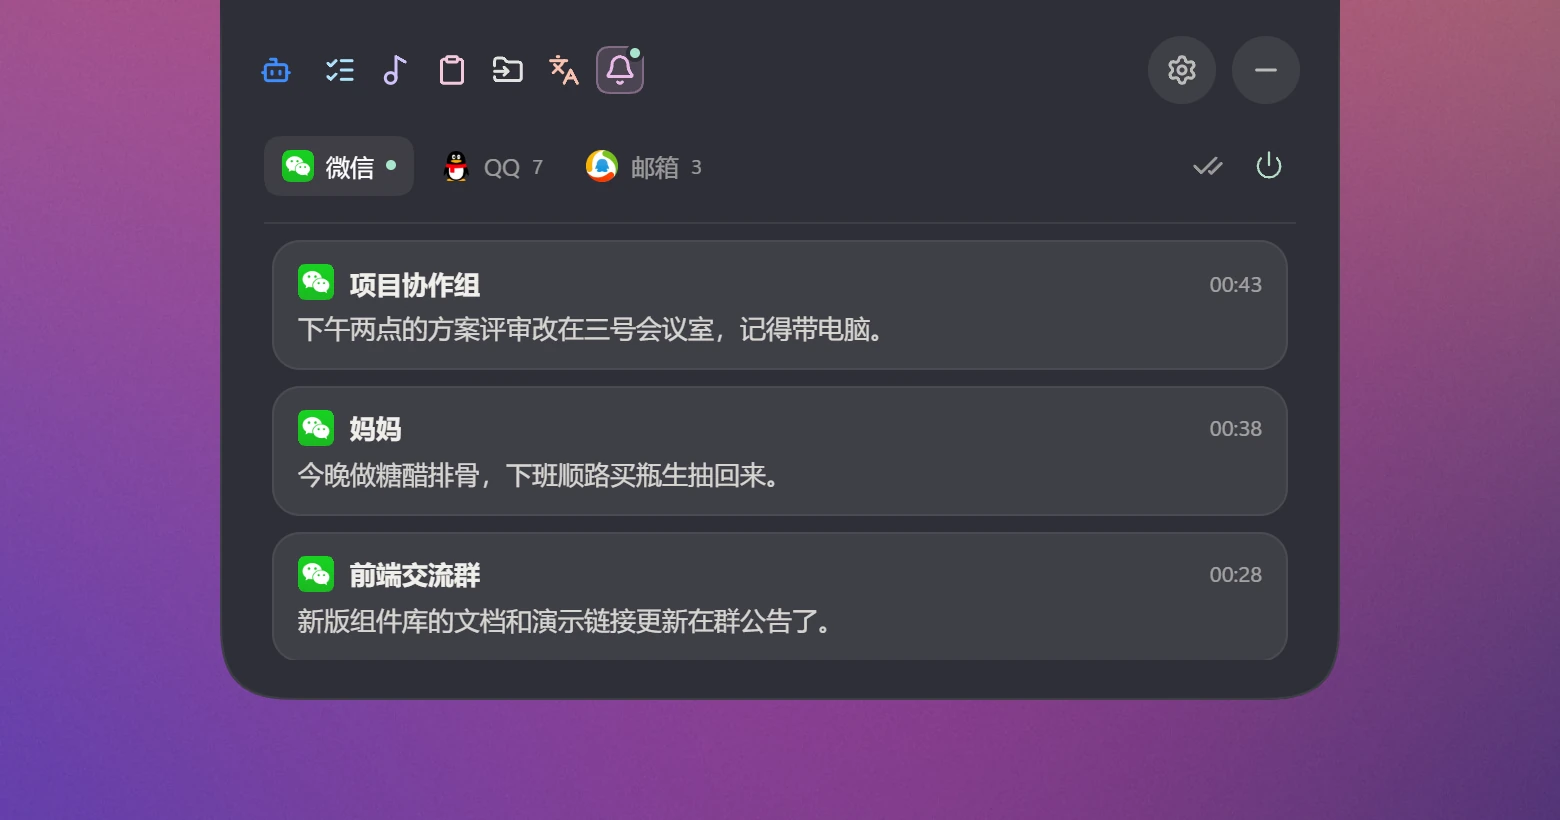 微信 QQ 7 邮箱 3
项目协作组 00:43
下午两点的方案评审改在三号会议室，记得带电脑。
妈妈 00:38
今晚做糖醋排骨，下班顺路买瓶生抽回来。
前端交流群 00:28
新版组件库的文档和演示链接更新在群公告了。